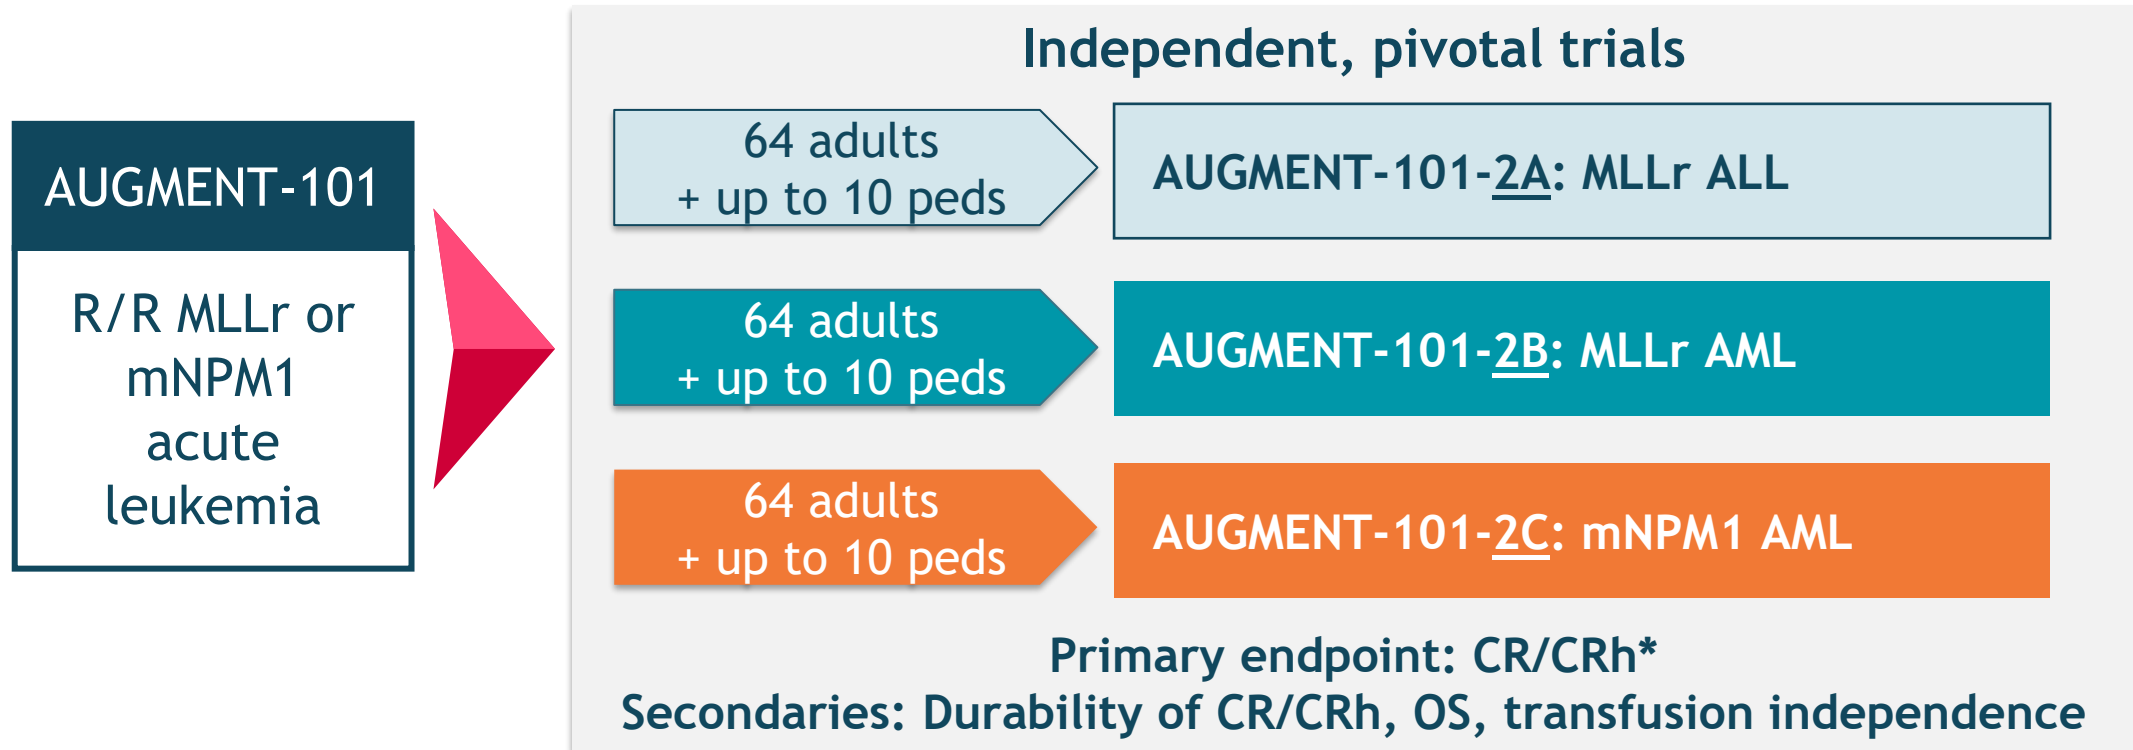 AUGMENT-101
R/R MLLr or
mNPM1
acute
leukemia
Independent, pivotal trials
64 adults
+ up to 10 peds
AUGMENT-101-2A: MLLr ALL
64 adults
+ up to 10 peds
AUGMENT-101-2B: MLLr AML
64 adults
+ up to 10 peds
AUGMENT-101-2C: mNPM1 AML
Primary endpoint: CR/CRh*
Secondaries: Durability of CR/CRh, OS, transfusion independence